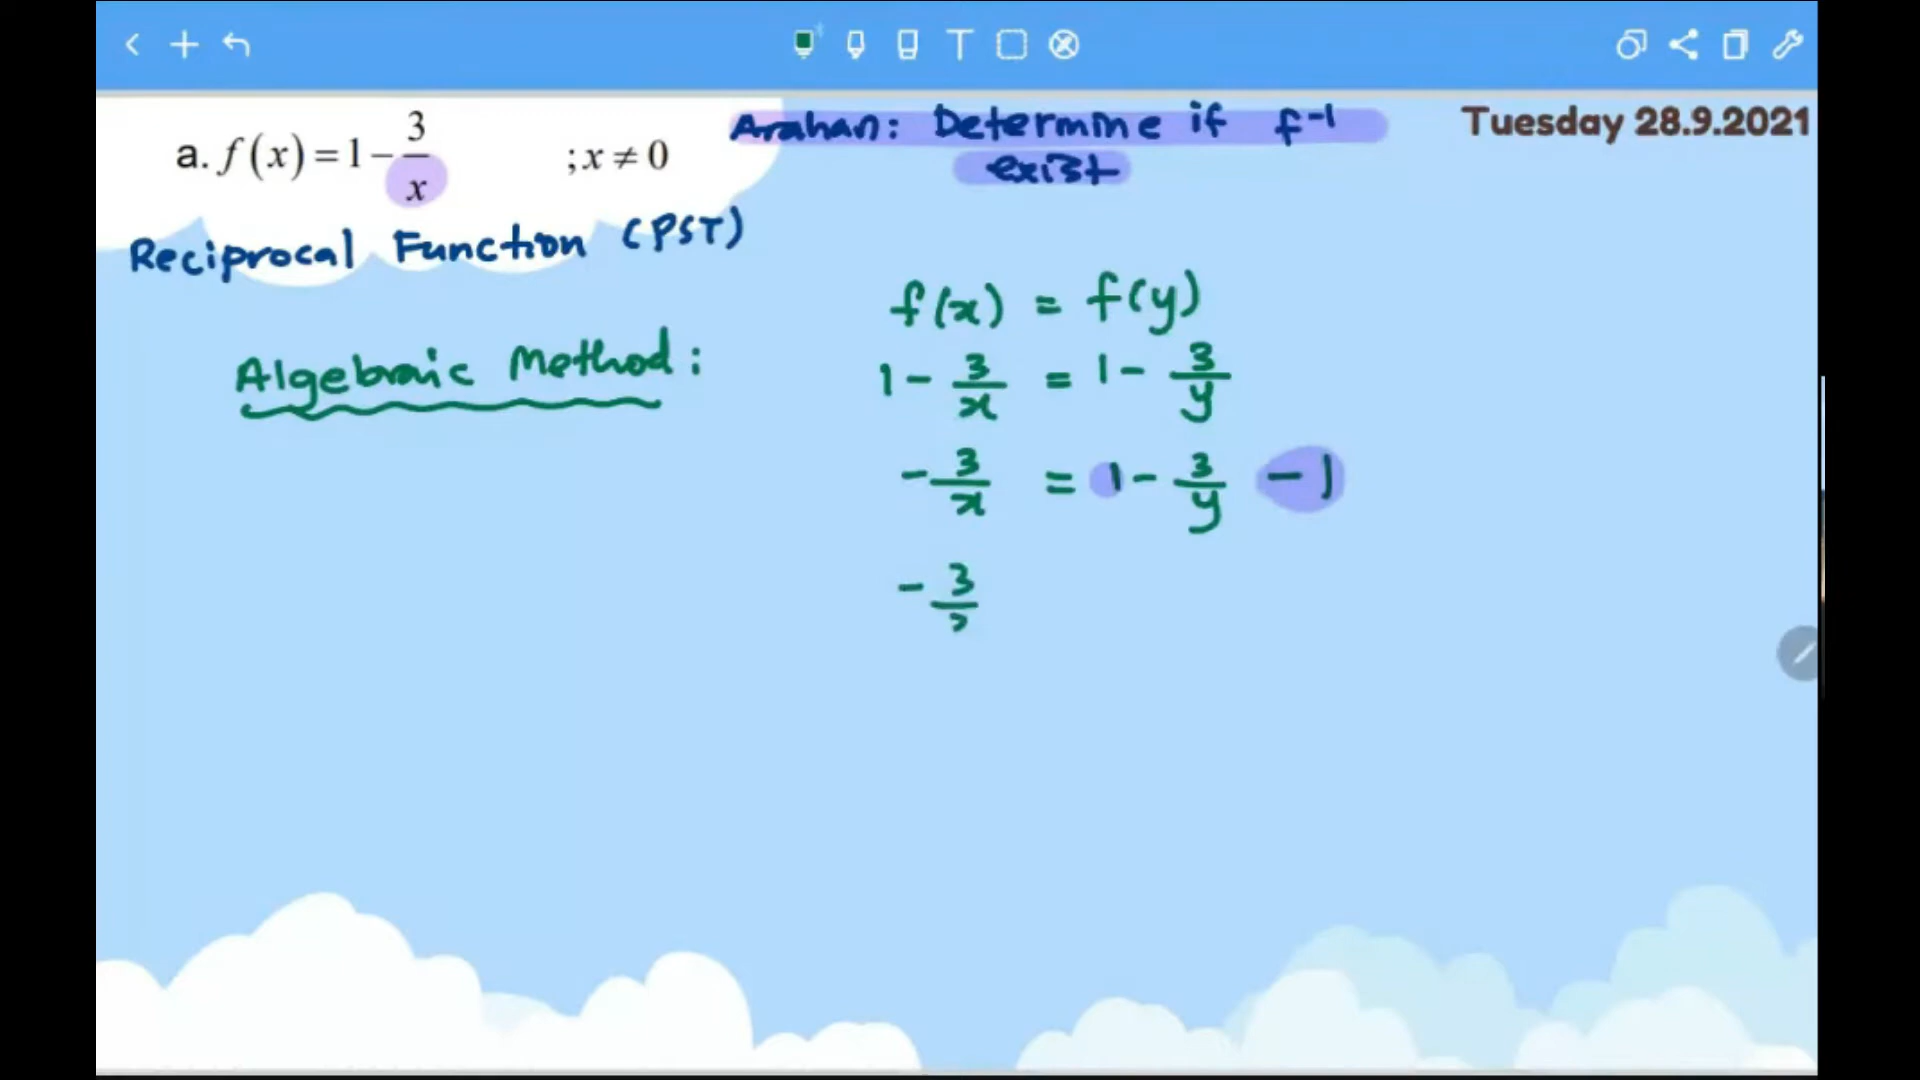 Arahan: Determine if f⁻¹ exist
Tuesday 28.9.2021
a. f(x) = 1 − 3/x ; x ≠ 0
Reciprocal Function (PST)
Algebraic Method:
f(x) = f(y)
1 − 3/x = 1 − 3/y
− 3/x = 1 − 3/y − 1
− 3/